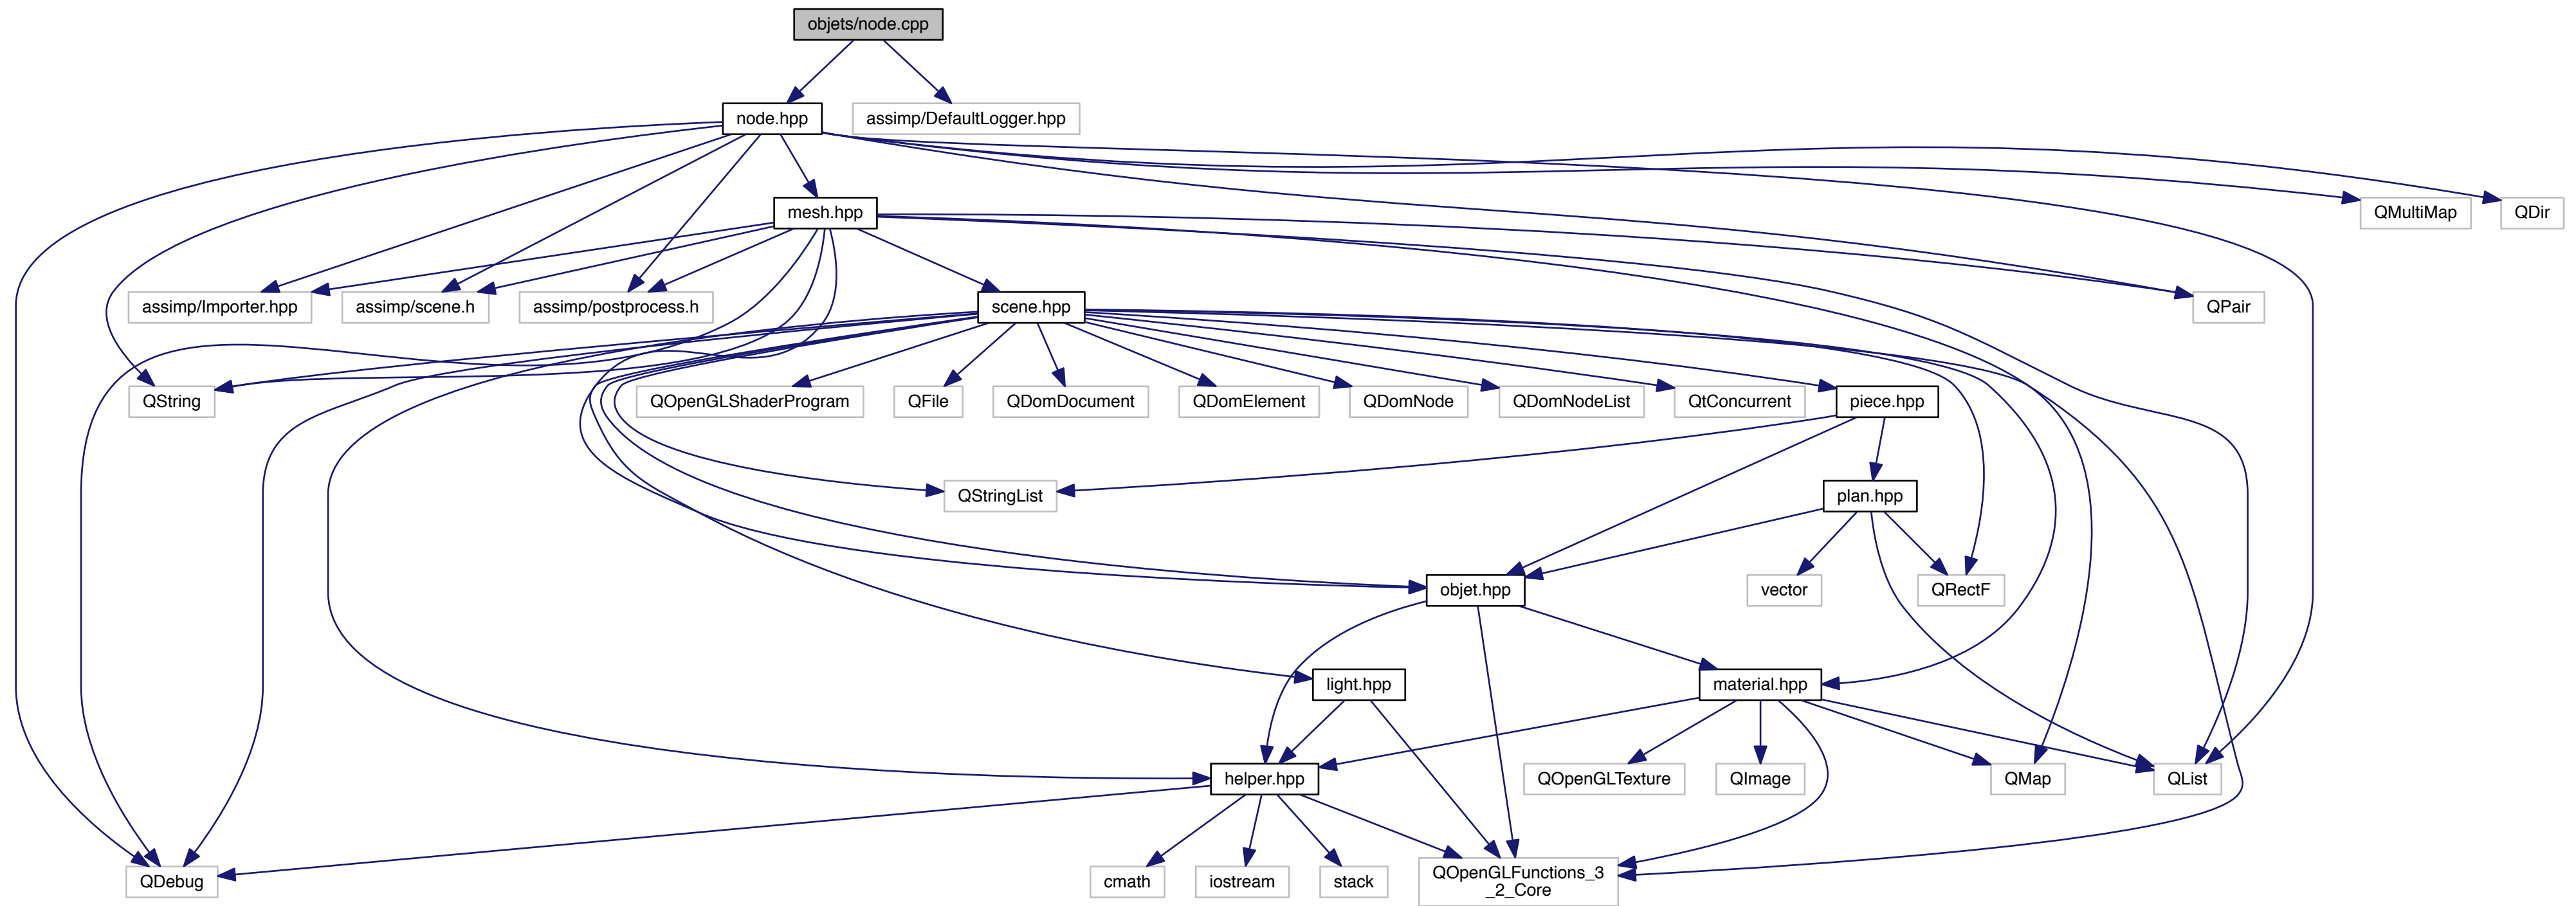 objets/node.cpp
node.hpp
assimp/DefaultLogger.hpp
mesh.hpp
QMultiMap
QDir
assimp/Importer.hpp
assimp/scene.h
assimp/postprocess.h
scene.hpp
QPair
QString
QOpenGLShaderProgram
QFile
QDomDocument
QDomElement
QDomNode
QDomNodeList
QtConcurrent
piece.hpp
QStringList
plan.hpp
objet.hpp
vector
QRectF
light.hpp
material.hpp
helper.hpp
QOpenGLTexture
QImage
QMap
QList
QDebug
cmath
iostream
stack
QOpenGLFunctions_3
_2_Core